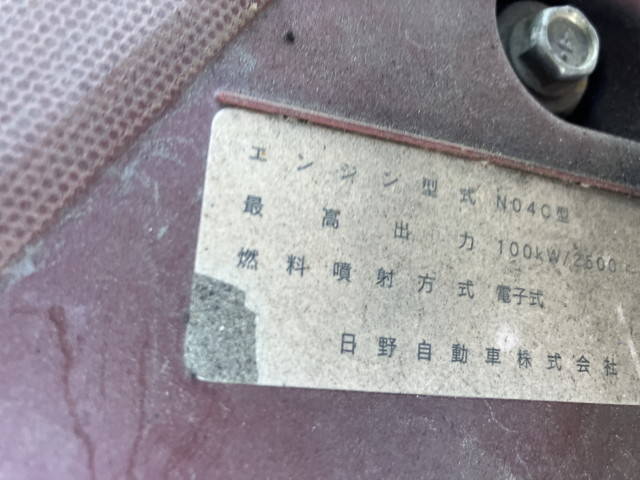 エンジン型式 N04C型
最高出力 100kW/2500
燃料噴射方式 電子式
日野自動車株式会社